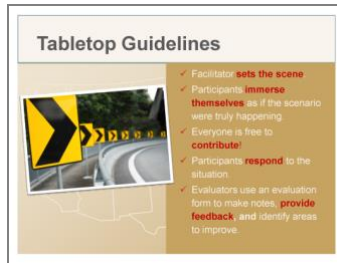 Tabletop Guidelines
✓ Facilitator sets the scene
✓ Participants immerse
themselves as if the scenario
were truly happening.
✓ Everyone is free to
contribute!
✓ Participants respond to the
situation.
✓ Evaluators use an evaluation
form to make notes, provide
feedback, and identify areas
to improve.